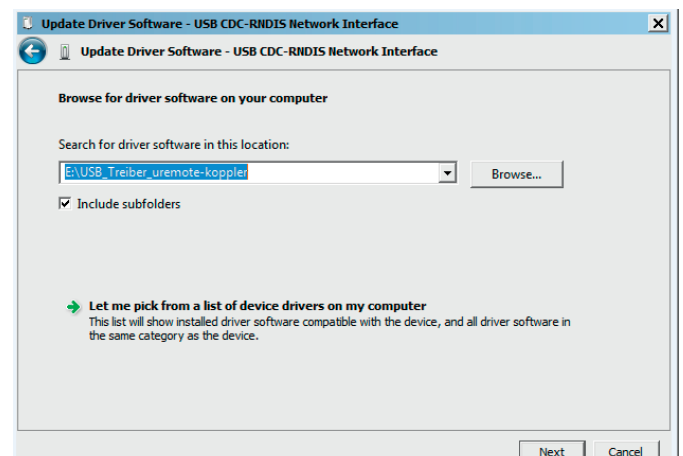 Update Driver Software - USB CDC-RNDIS Network Interface
Update Driver Software - USB CDC-RNDIS Network Interface
Browse for driver software on your computer
Search for driver software in this location:
E:\USB_Treiber_uremote-koppler
Browse...
Include subfolders
Let me pick from a list of device drivers on my computer
This list will show installed driver software compatible with the device, and all driver software in
the same category as the device.
Next Cancel